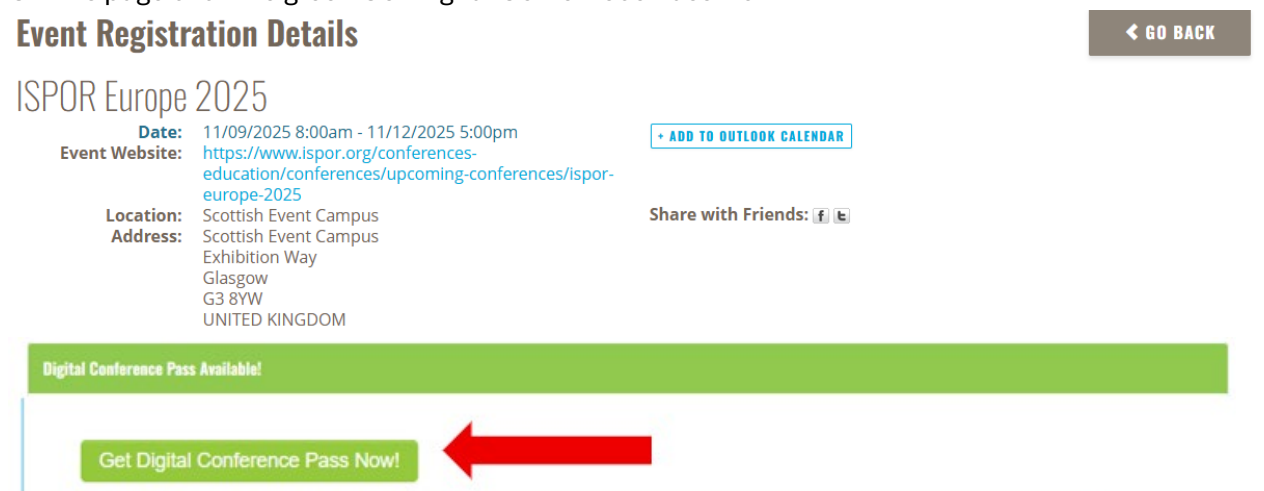 Event Registration Details
GO BACK
ISPOR Europe 2025
Date: 11/09/2025 8:00am - 11/12/2025 5:00pm
+ ADD TO OUTLOOK CALENDAR
Event Website: https://www.ispor.org/conferences-
education/conferences/upcoming-conferences/ispor-
europe-2025
Location: Scottish Event Campus
Share with Friends: f t
Address: Scottish Event Campus
Exhibition Way
Glasgow
G3 8YW
UNITED KINGDOM
Digital Conference Pass Available!
Get Digital Conference Pass Now!